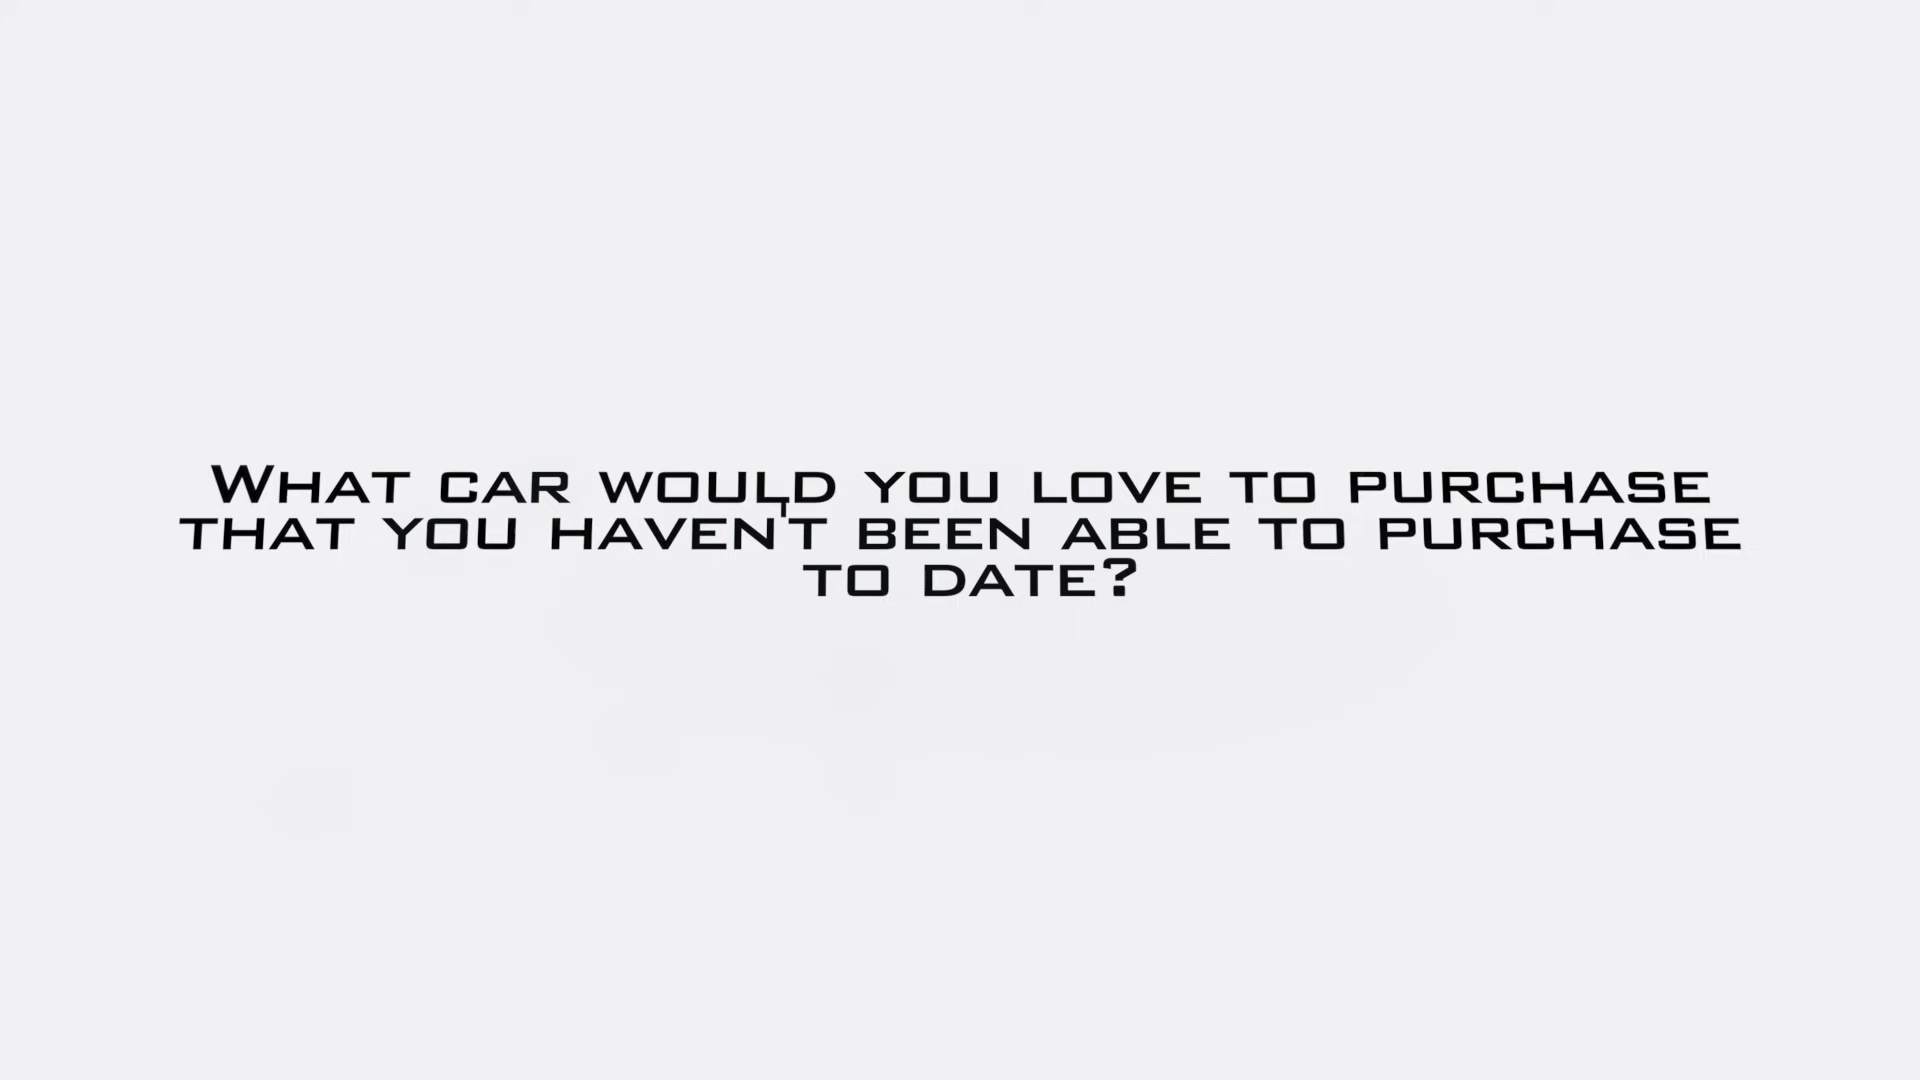 What car would you love to purchase
that you haven't been able to purchase
to date?